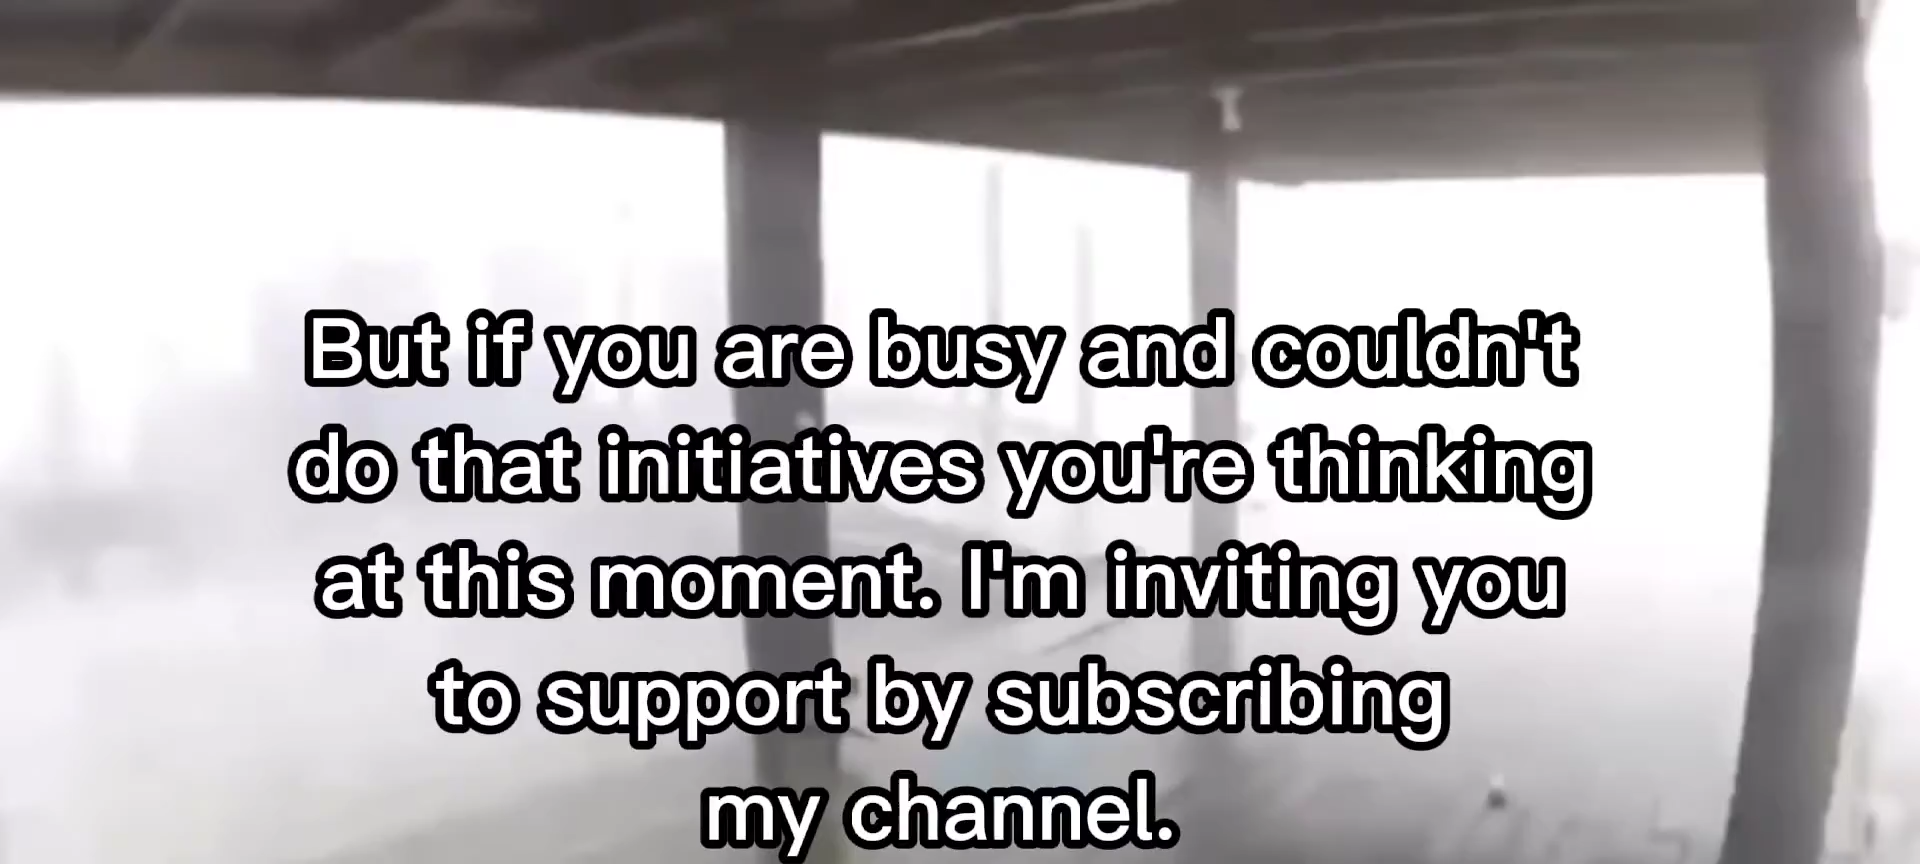 But if you are busy and couldn't
do that initiatives you're thinking
at this moment. I'm inviting you
to support by subscribing
my channel.